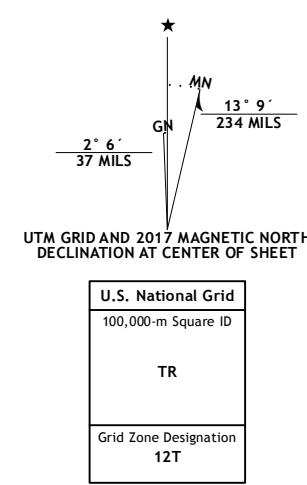 ★
MN
13° 9´
234 MILS
GN
2° 6´
37 MILS
UTM GRID AND 2017 MAGNETIC NORTH
DECLINATION AT CENTER OF SHEET
U.S. National Grid
100,000-m Square ID
TR
Grid Zone Designation
12T